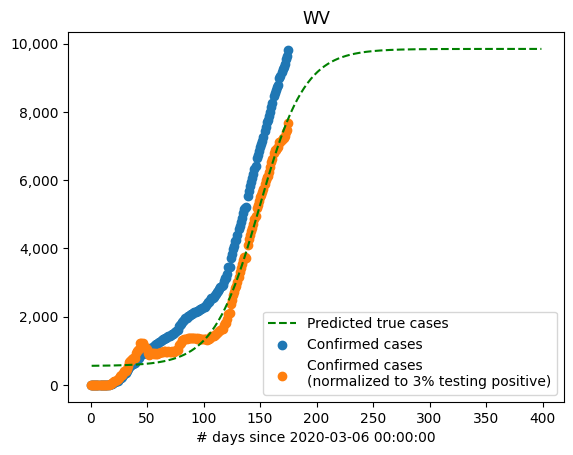 WV
10,000
8,000
6,000
4,000
2,000
0
Predicted true cases
Confirmed cases
Confirmed cases
(normalized to 3% testing positive)
0 50 100 150 200 250 300 350 400
# days since 2020-03-06 00:00:00